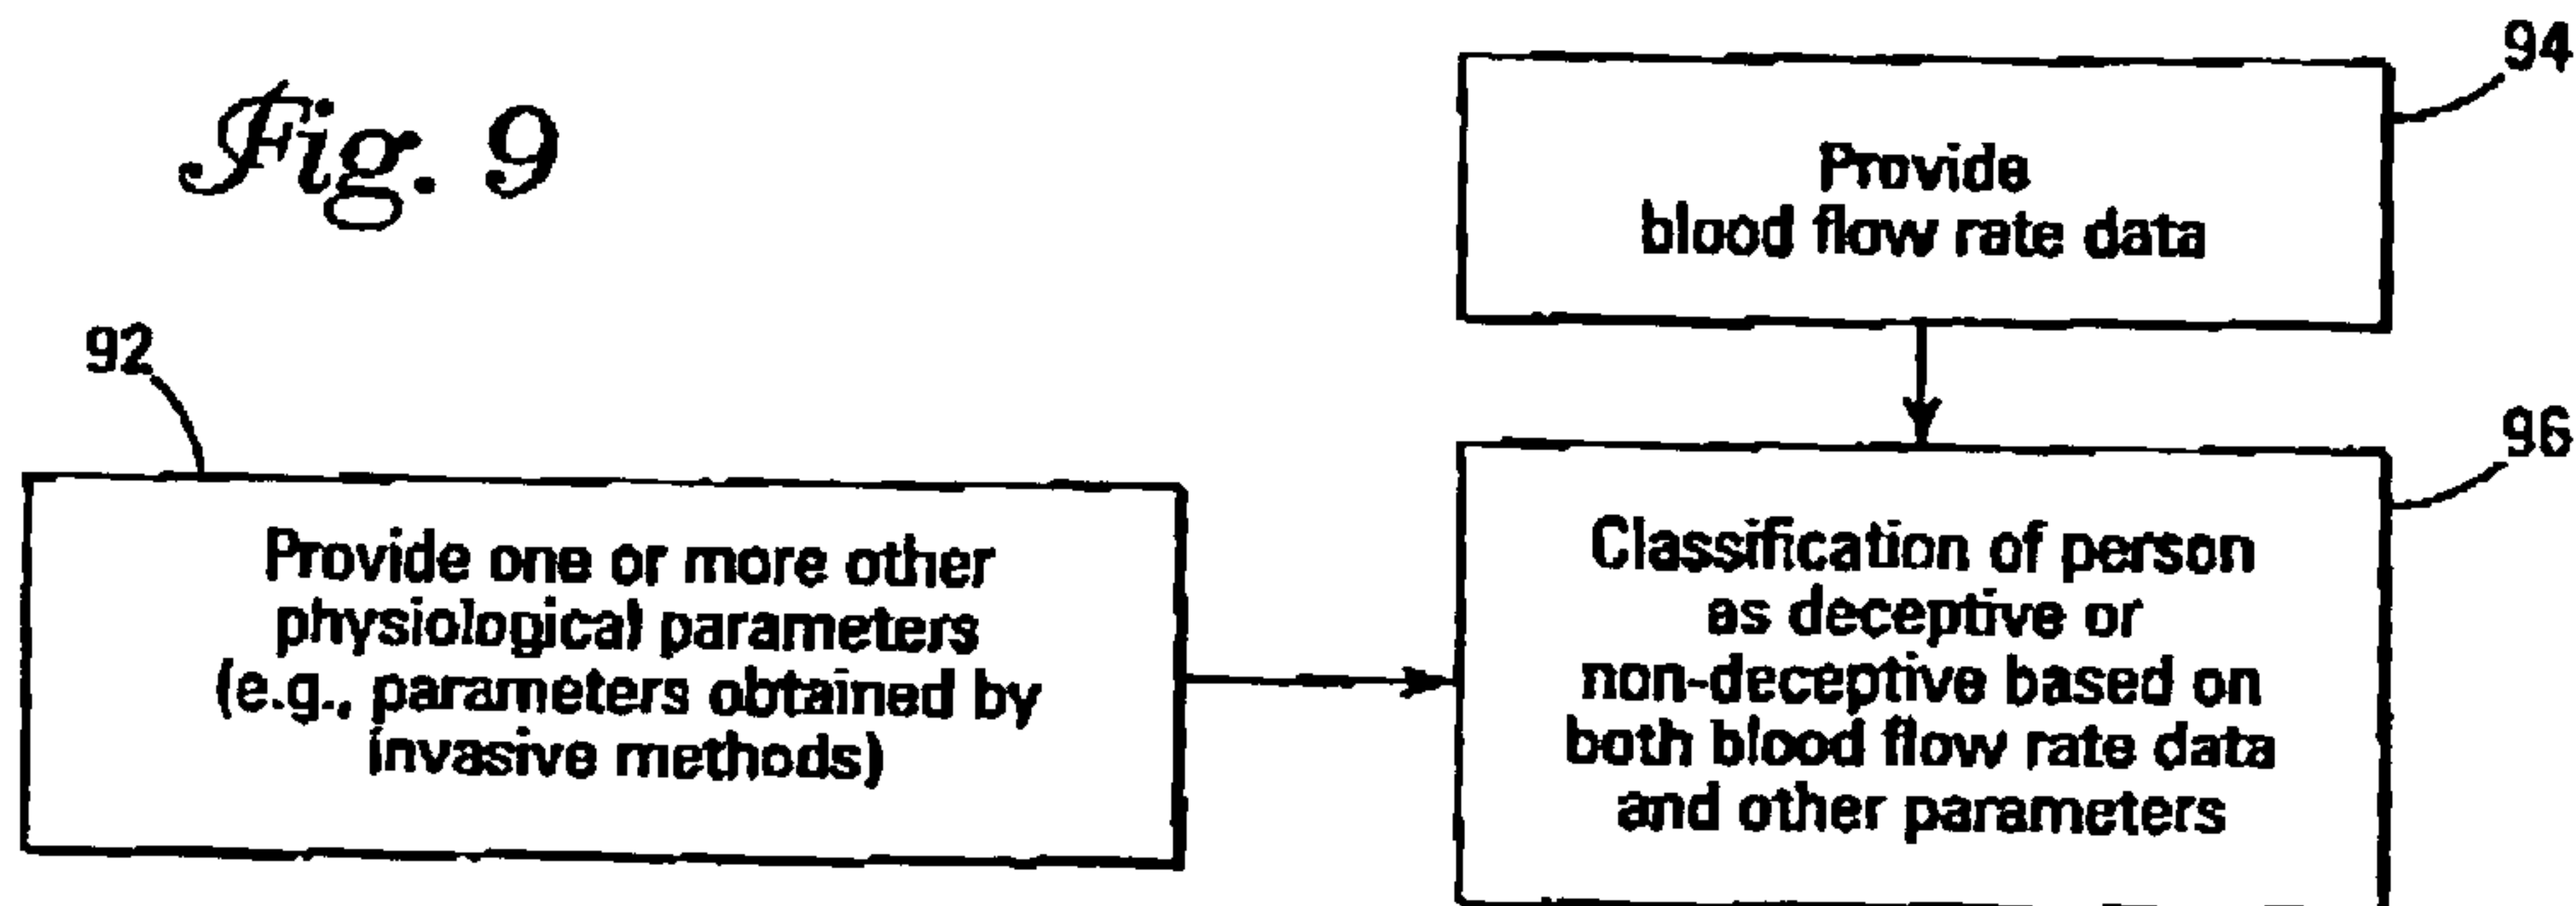 Fig. 9
94
Provide
blood flow rate data
92
Provide one or more other
physiological parameters
(e.g., parameters obtained by
invasive methods)
96
Classification of person
as deceptive or
non-deceptive based on
both blood flow rate data
and other parameters